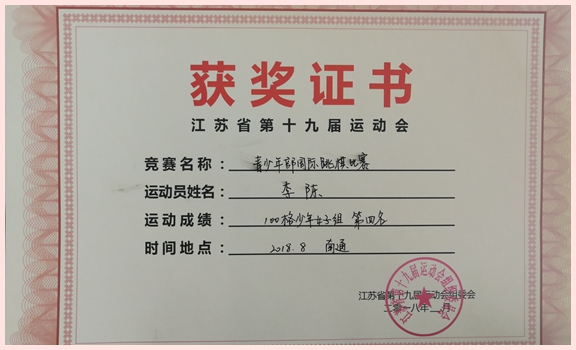 获奖证书
江苏省第十九届运动会
竞赛名称：青少年部国际跳棋比赛
运动员姓名：李陈
运动成绩：100格少年女子组 第四名
时间地点：2018.8 南通
江苏省第十九届运动会组委会
二零一八年 月